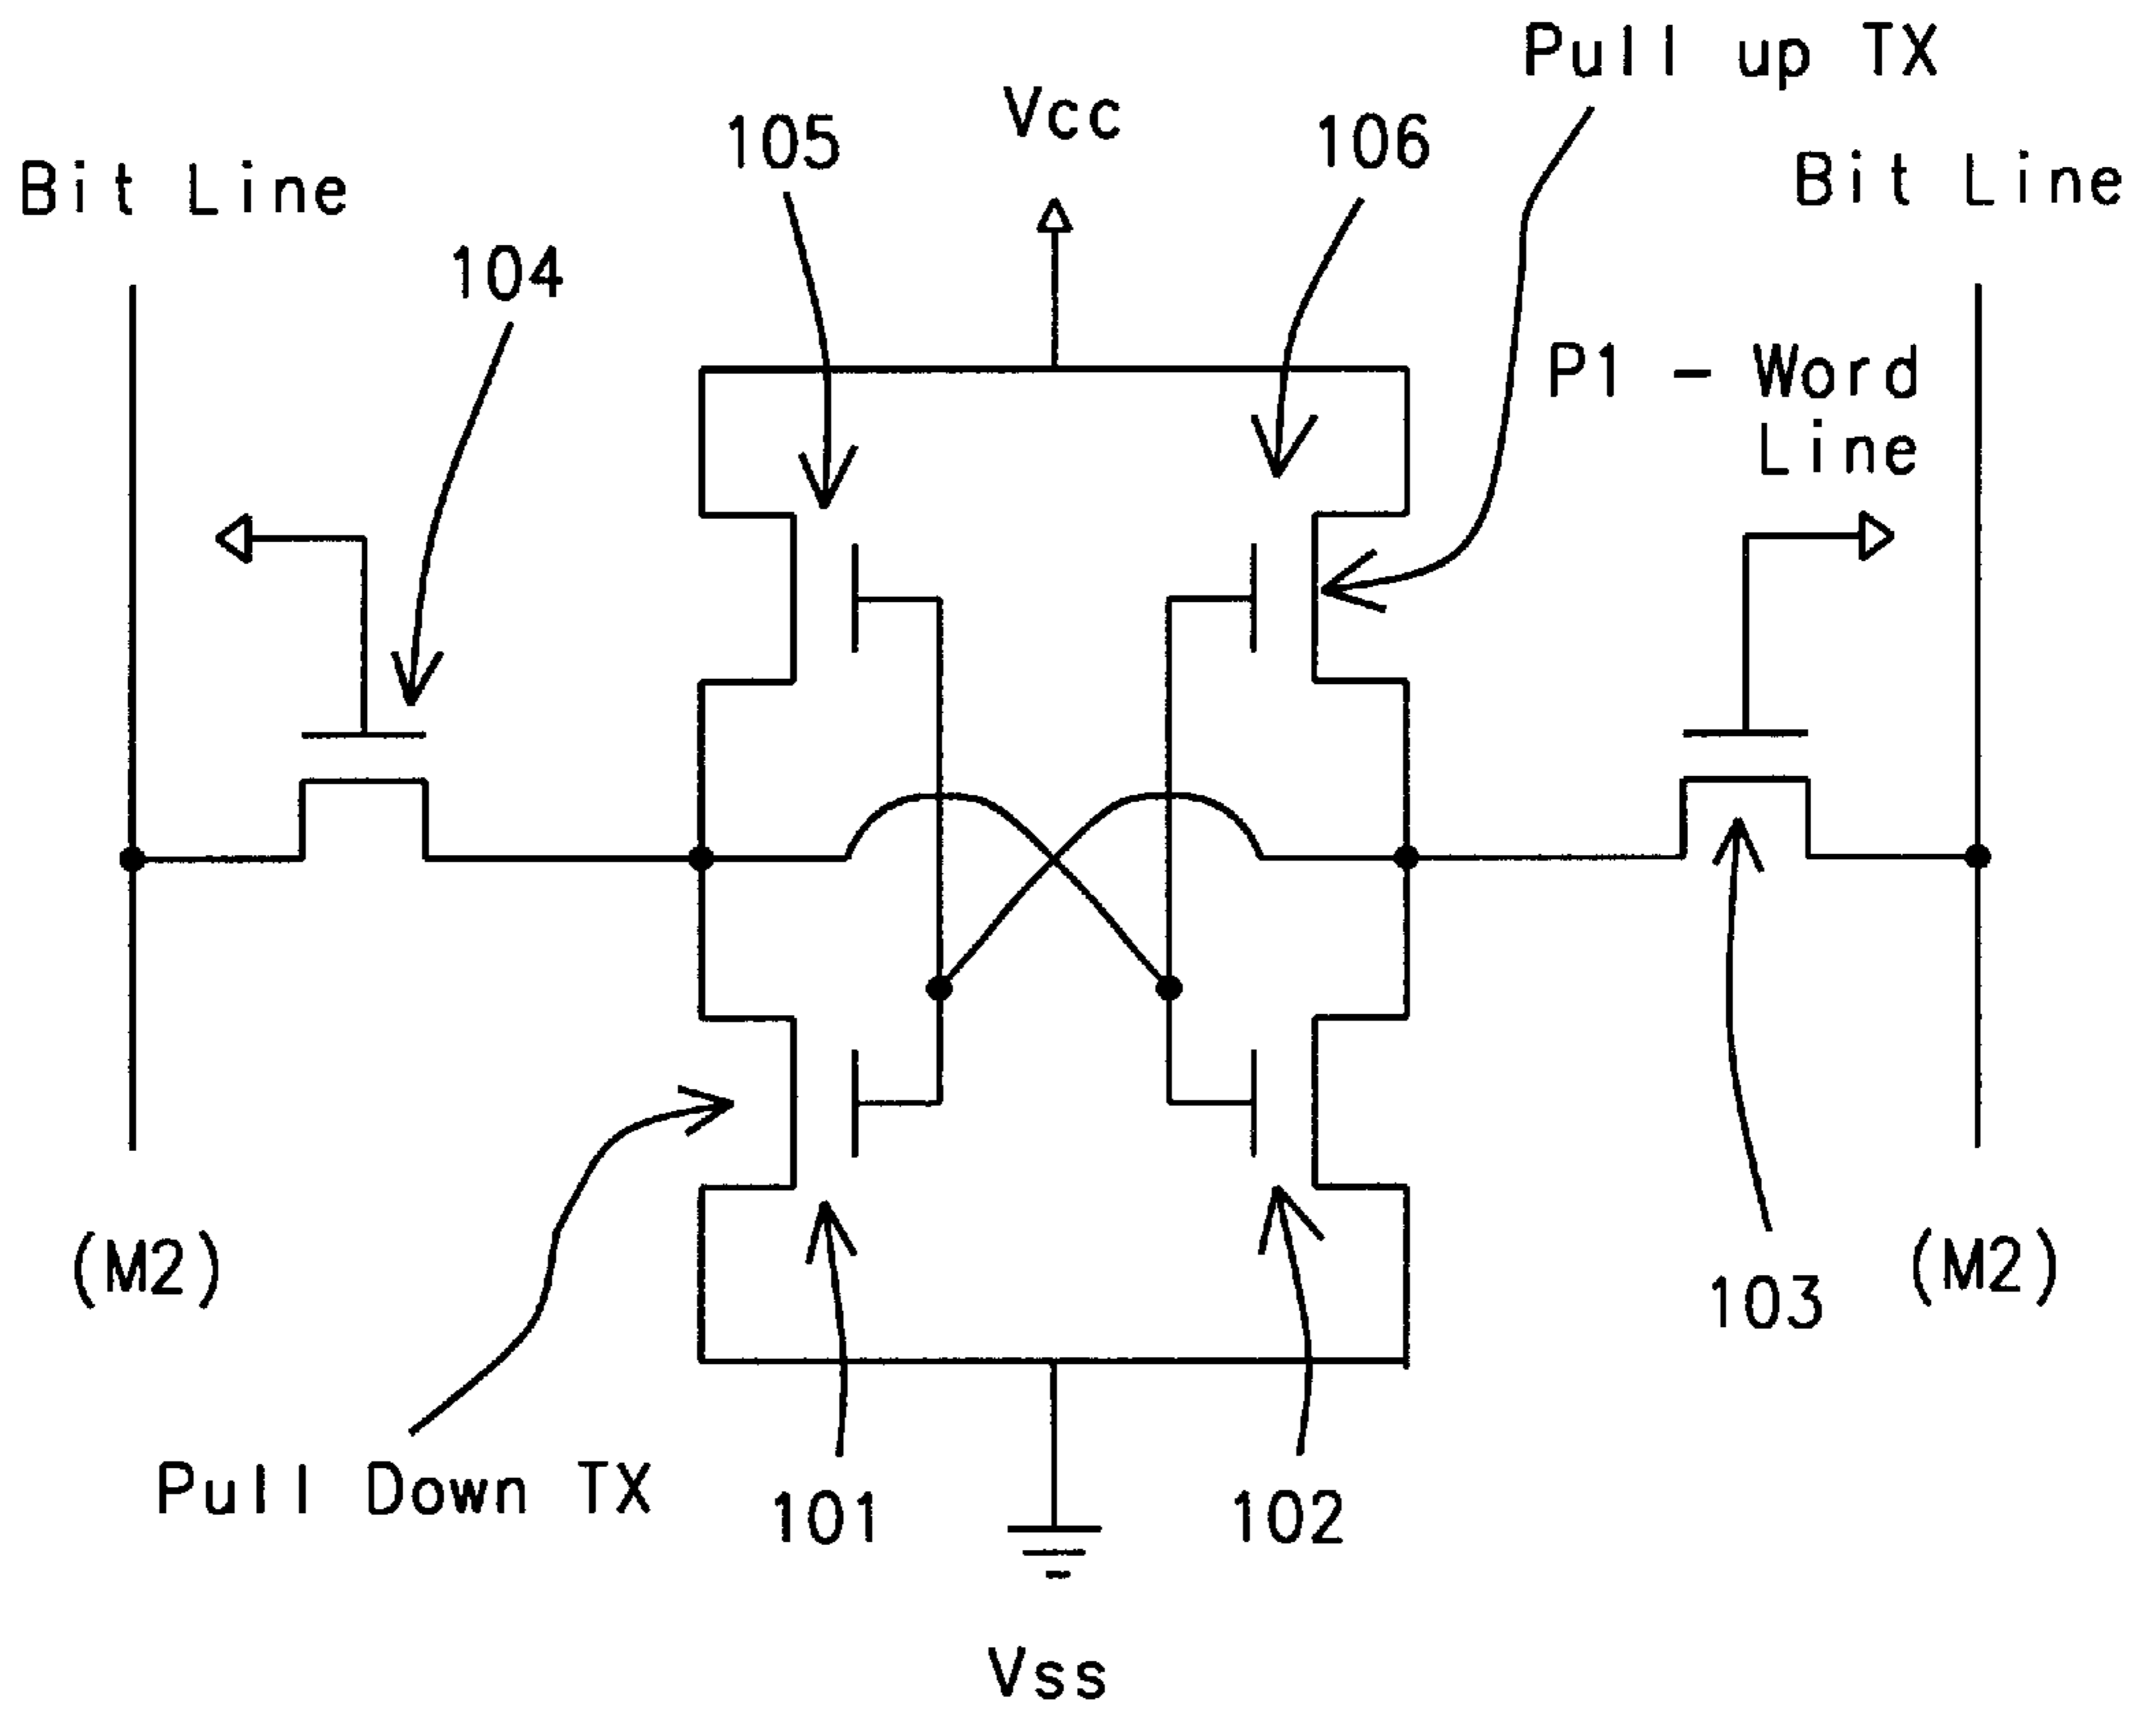 Pull up TX
Vcc
105
106
Bit Line
Bit Line
104
P1 - Word
Line
(M2)
(M2)
103
Pull Down TX
101
102
Vss